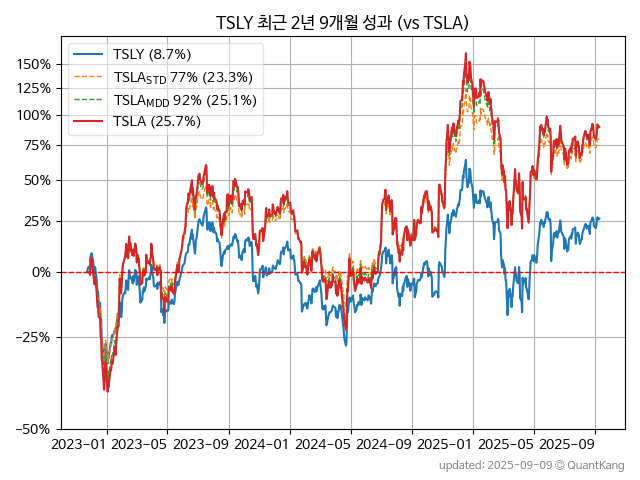 TSLY 최근 2년 9개월 성과 (vs TSLA)
TSLY (8.7%)
TSLA_STD 77% (23.3%)
TSLA_MDD 92% (25.1%)
TSLA (25.7%)
150%
125%
100%
75%
50%
25%
0%
−25%
−50%
2023-01 2023-05 2023-09 2024-01 2024-05 2024-09 2025-01 2025-05 2025-09
updated: 2025-09-09 © QuantKang